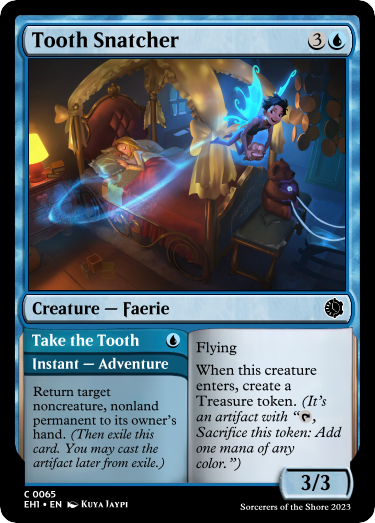 Tooth Snatcher 3
Creature — Faerie
Take the Tooth
Instant — Adventure
Return target
noncreature, nonland
permanent to its owner's
hand. (Then exile this
card. You may cast the
artifact later from exile.)
Flying
When this creature
enters, create a
Treasure token. (It's
an artifact with “, 
Sacrifice this token: Add
one mana of any
color.”)
3/3
C 0065
EH1 • EN Kuya Jaypi
Sorcerers of the Shore 2023